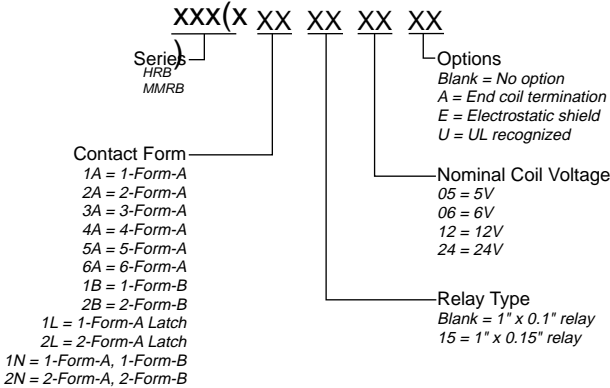 xxx(x) XX XX XX XX
Series
HRB
MMRB
Contact Form
1A = 1-Form-A
2A = 2-Form-A
3A = 3-Form-A
4A = 4-Form-A
5A = 5-Form-A
6A = 6-Form-A
1B = 1-Form-B
2B = 2-Form-B
1L = 1-Form-A Latch
2L = 2-Form-A Latch
1N = 1-Form-A, 1-Form-B
2N = 2-Form-A, 2-Form-B
Options
Blank = No option
A = End coil termination
E = Electrostatic shield
U = UL recognized
Nominal Coil Voltage
05 = 5V
06 = 6V
12 = 12V
24 = 24V
Relay Type
Blank = 1" x 0.1" relay
15 = 1" x 0.15" relay